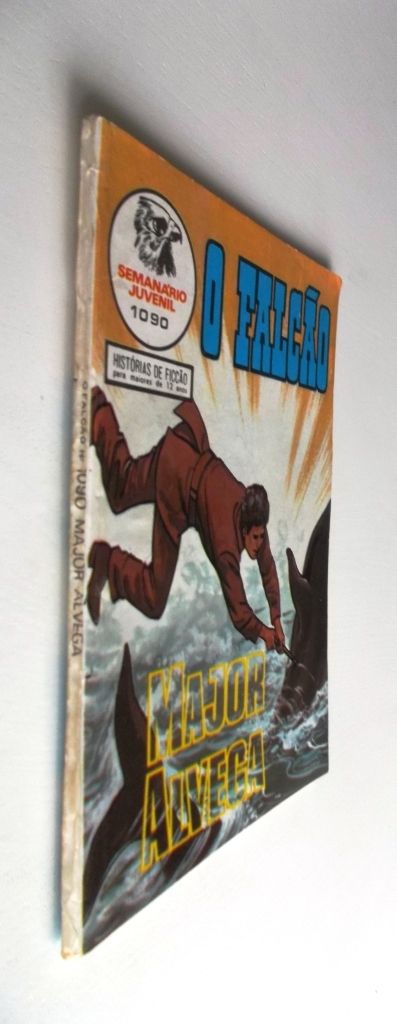 SEMANÁRIO
JUVENIL
1090
O FALCÃO
HISTÓRIAS DE FICÇÃO
para maiores de 12 anos
MAJOR
ALVEGA
O FALCÃO Nº 1090 MAJOR ALVEGA